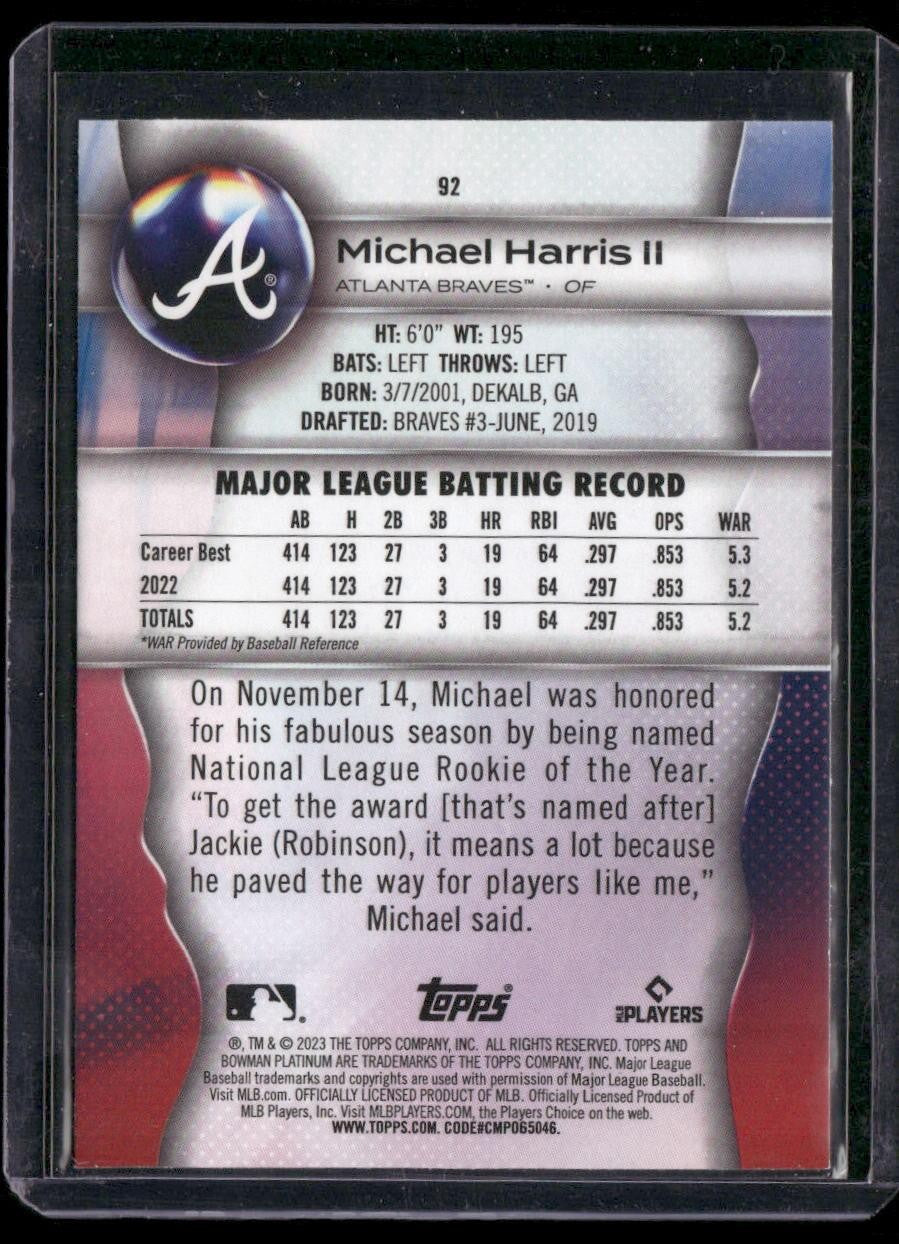 92
A®
Michael Harris II
ATLANTA BRAVES™ • OF
HT: 6'0" WT: 195
BATS: LEFT THROWS: LEFT
BORN: 3/7/2001, DEKALB, GA
DRAFTED: BRAVES #3-JUNE, 2019
MAJOR LEAGUE BATTING RECORD
AB H 2B 3B HR RBI AVG OPS WAR
Career Best 414 123 27 3 19 64 .297 .853 5.3
2022 414 123 27 3 19 64 .297 .853 5.2
TOTALS 414 123 27 3 19 64 .297 .853 5.2
*WAR Provided by Baseball Reference
On November 14, Michael was honored
for his fabulous season by being named
National League Rookie of the Year.
“To get the award [that’s named after]
Jackie (Robinson), it means a lot because
he paved the way for players like me,”
Michael said.
Topps® MLB PLAYERS
®, TM & © 2023 THE TOPPS COMPANY, INC. ALL RIGHTS RESERVED. TOPPS AND
BOWMAN PLATINUM ARE TRADEMARKS OF THE TOPPS COMPANY, INC. Major League
Baseball trademarks and copyrights are used with permission of Major League Baseball.
Visit MLB.com. OFFICIALLY LICENSED PRODUCT OF MLB. Officially Licensed Product of
MLB Players, Inc. Visit MLBPLAYERS.COM, the Players Choice on the web.
WWW.TOPPS.COM. CODE#CMP065046.